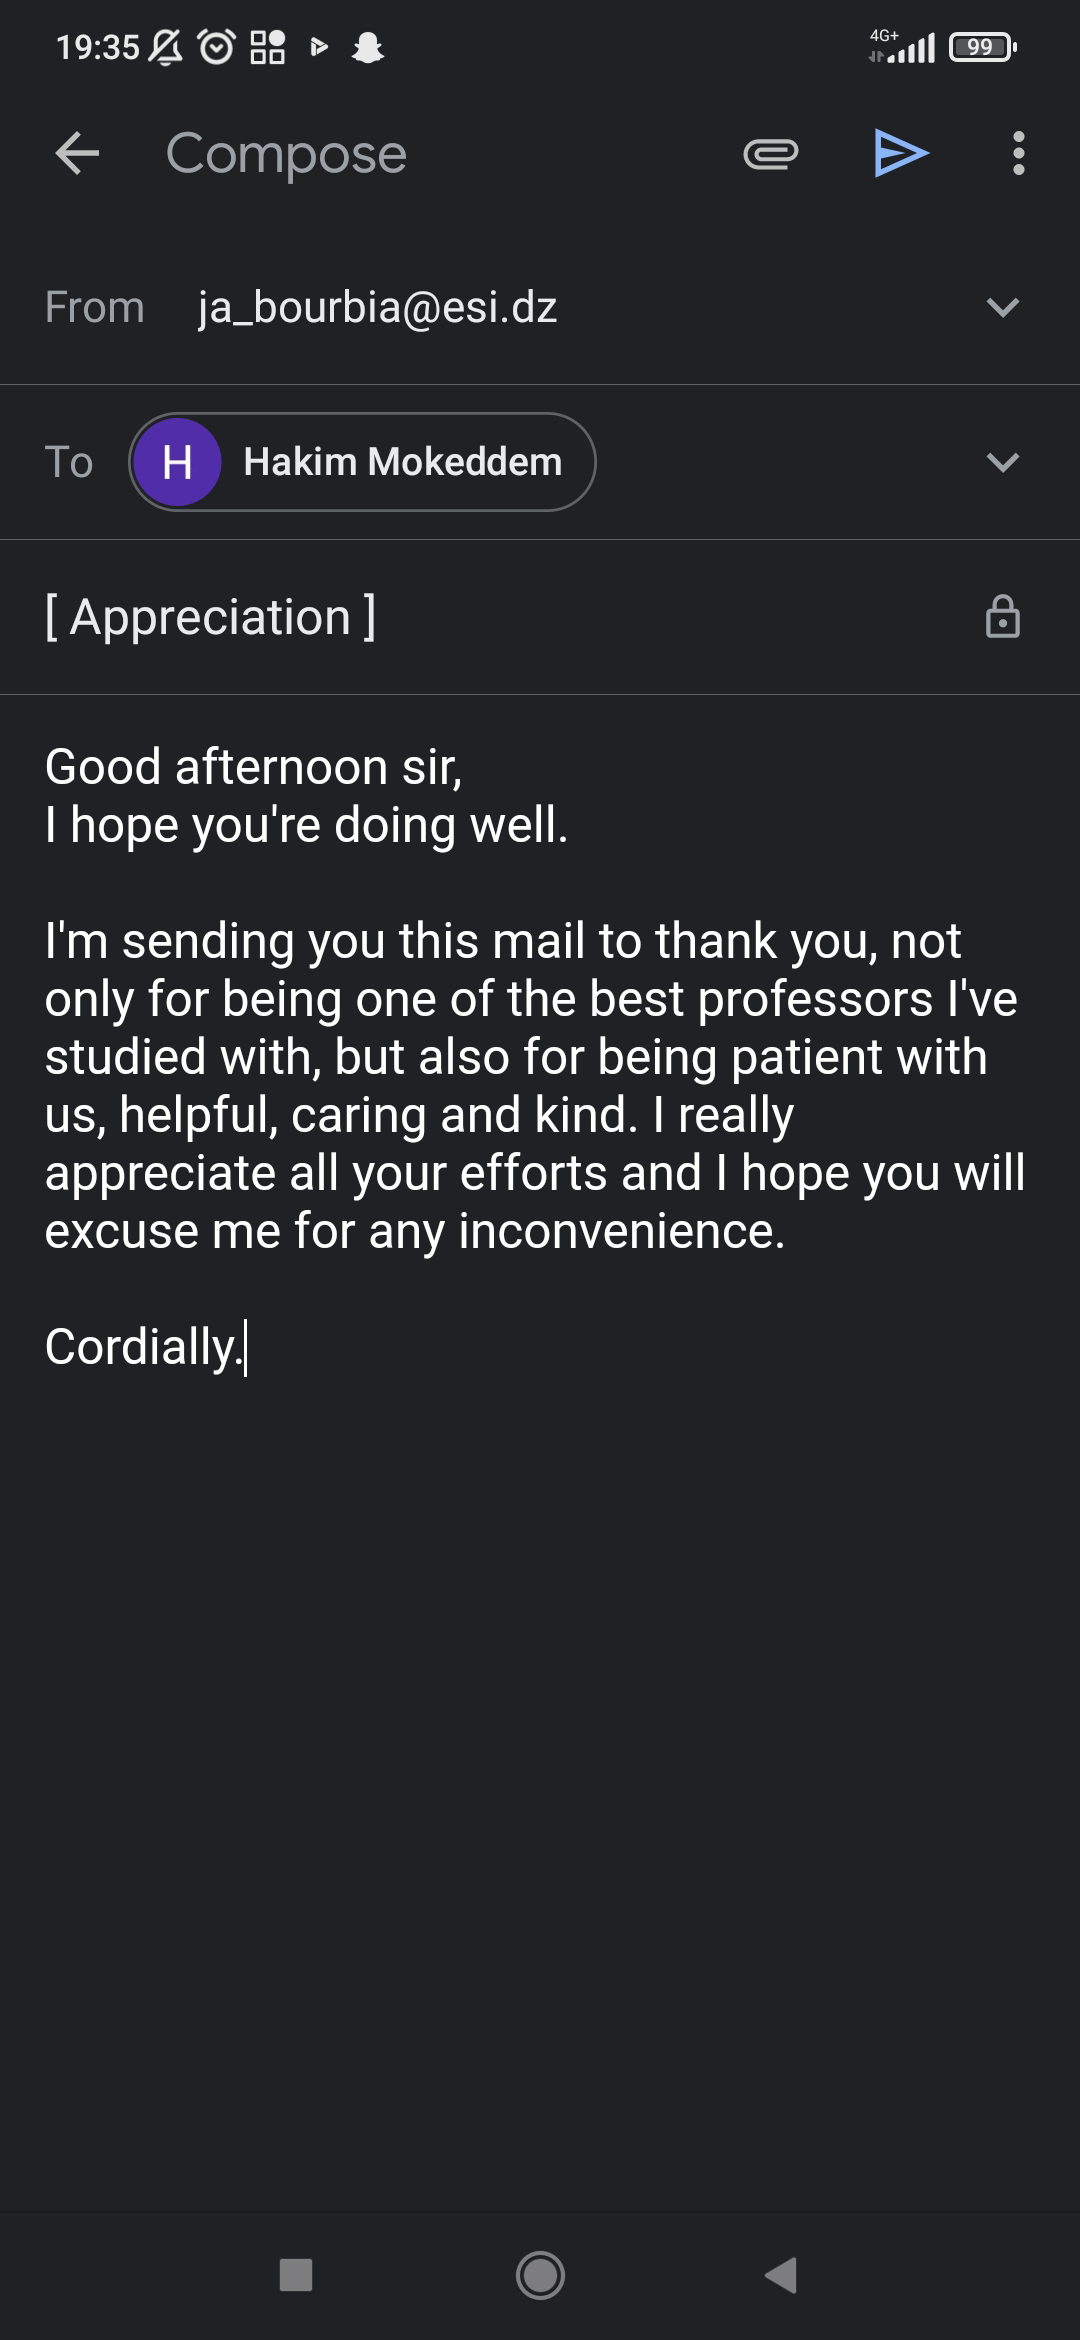 19:35
4G+
99
Compose
From ja_bourbia@esi.dz
To H Hakim Mokeddem
[ Appreciation ]
Good afternoon sir,
I hope you're doing well.
I'm sending you this mail to thank you, not
only for being one of the best professors I've
studied with, but also for being patient with
us, helpful, caring and kind. I really
appreciate all your efforts and I hope you will
excuse me for any inconvenience.
Cordially.